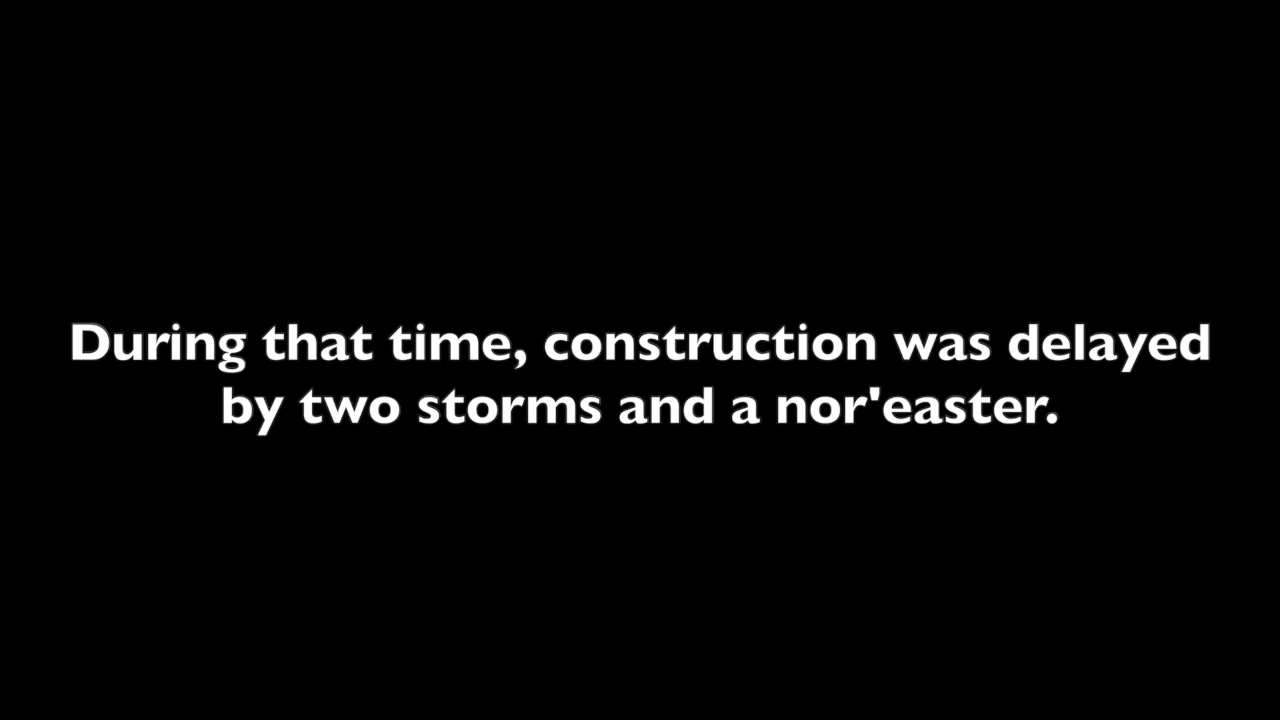 During that time, construction was delayed
by two storms and a nor'easter.